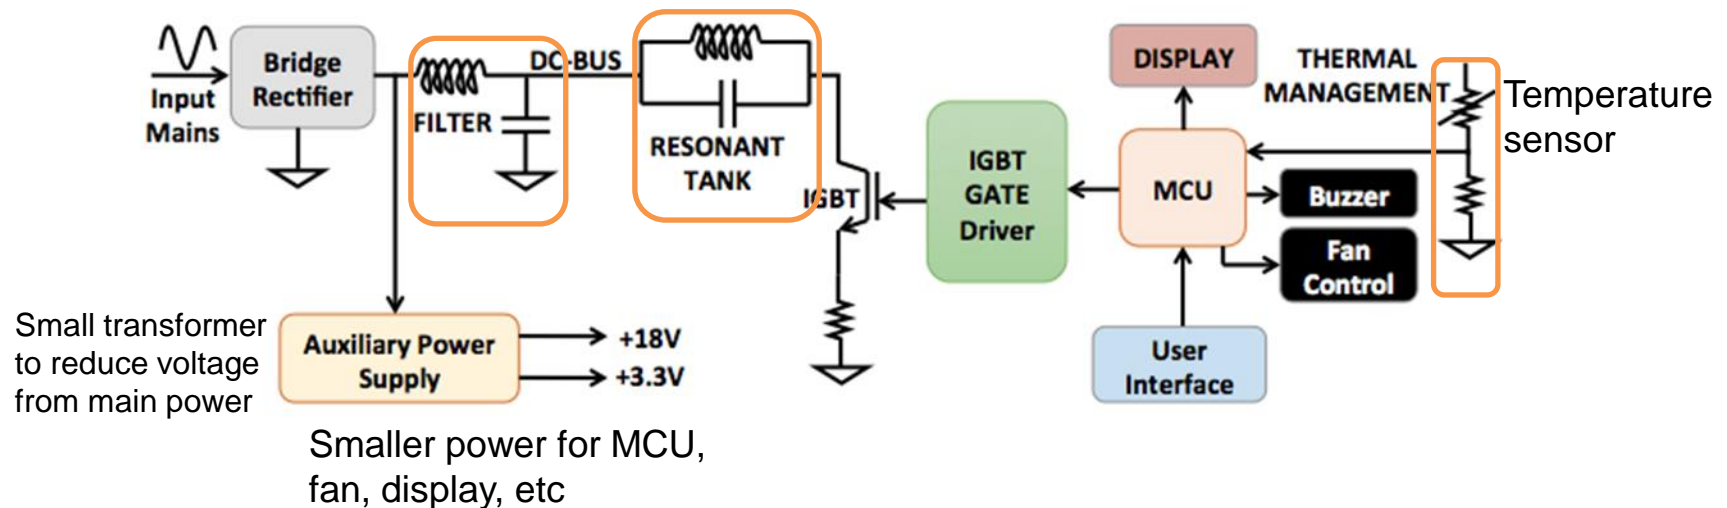 Input
Mains
Bridge
Rectifier
FILTER
DC-BUS
RESONANT
TANK
IGBT
IGBT
GATE
Driver
DISPLAY
MCU
THERMAL
MANAGEMENT
Temperature
sensor
Buzzer
Fan
Control
User
Interface
Small transformer
to reduce voltage
from main power
Auxiliary Power
Supply
+18V
+3.3V
Smaller power for MCU,
fan, display, etc